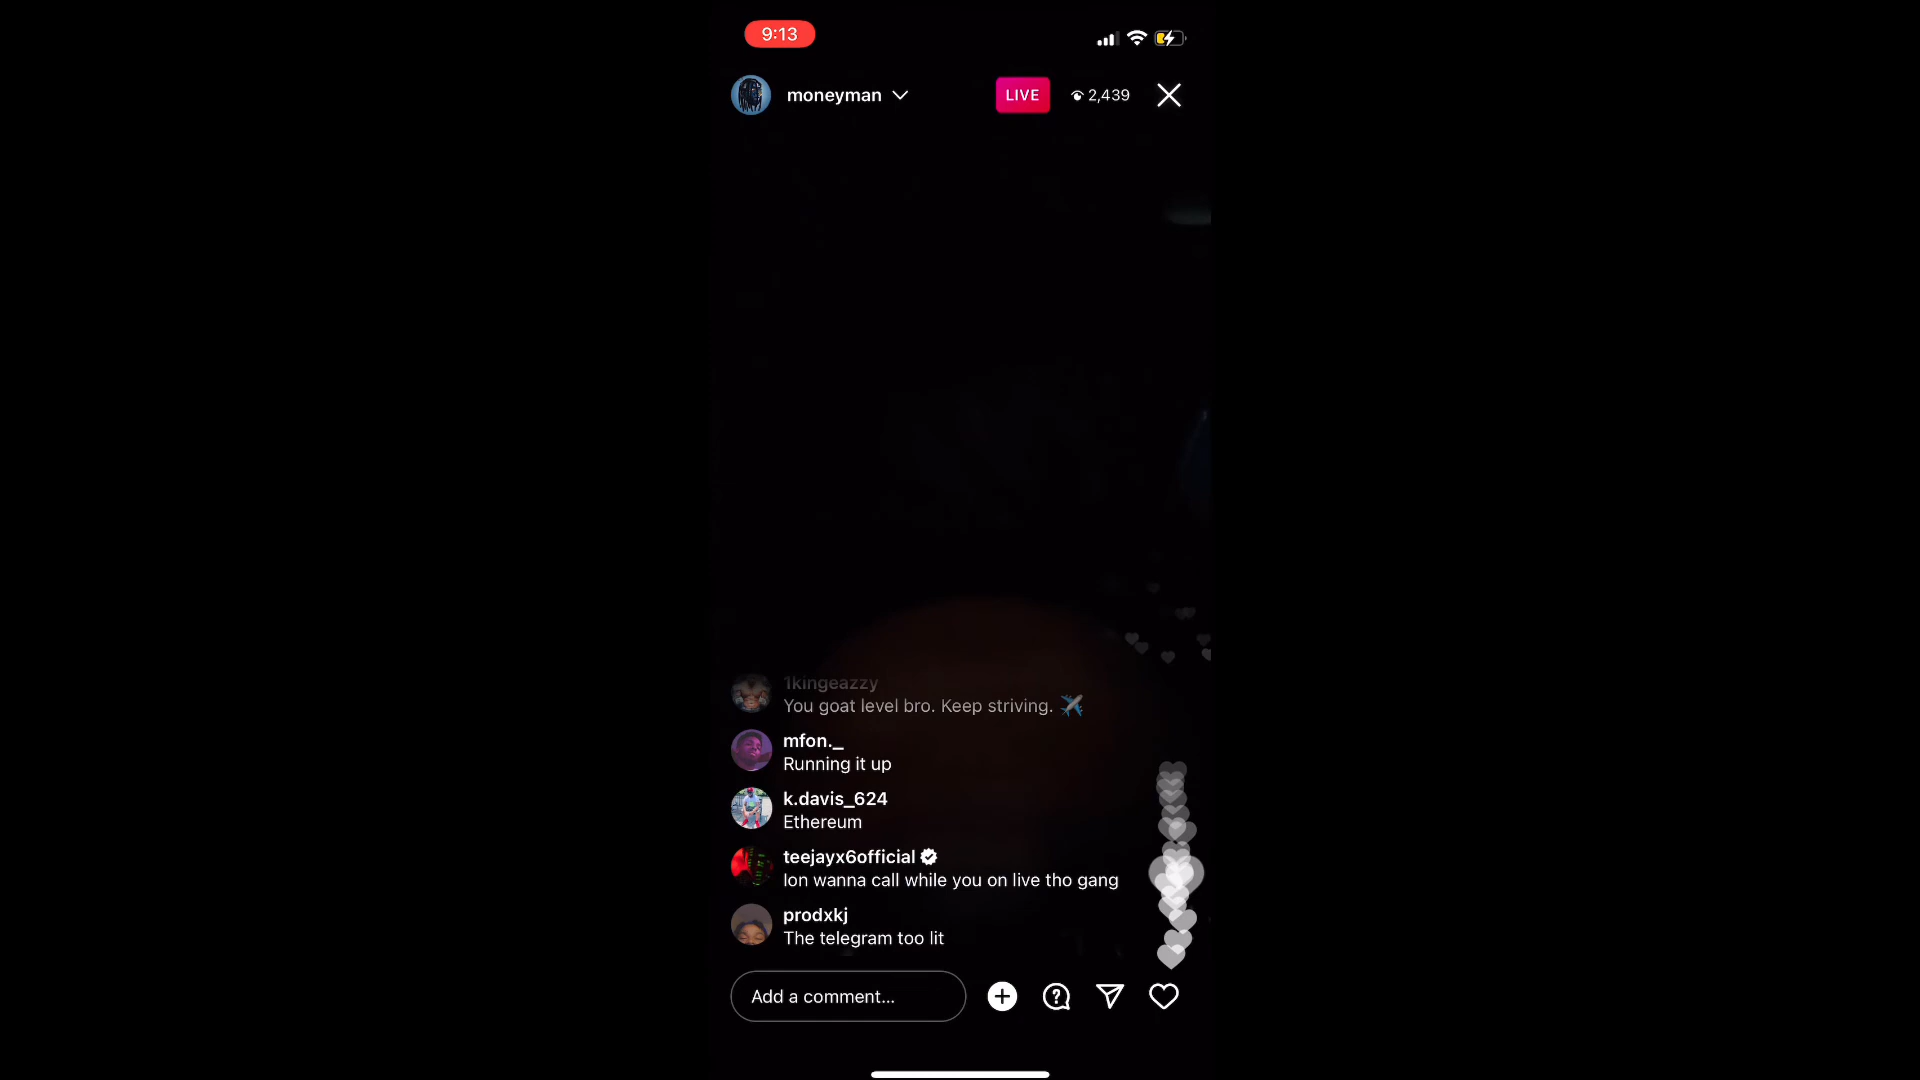 9:13
moneyman
LIVE
2,439
1kingeazzy
You goat level bro. Keep striving. ✈️
mfon._
Running it up
k.davis_624
Ethereum
teejayx6official
Ion wanna call while you on live tho gang
prodxkj
The telegram too lit
Add a comment...